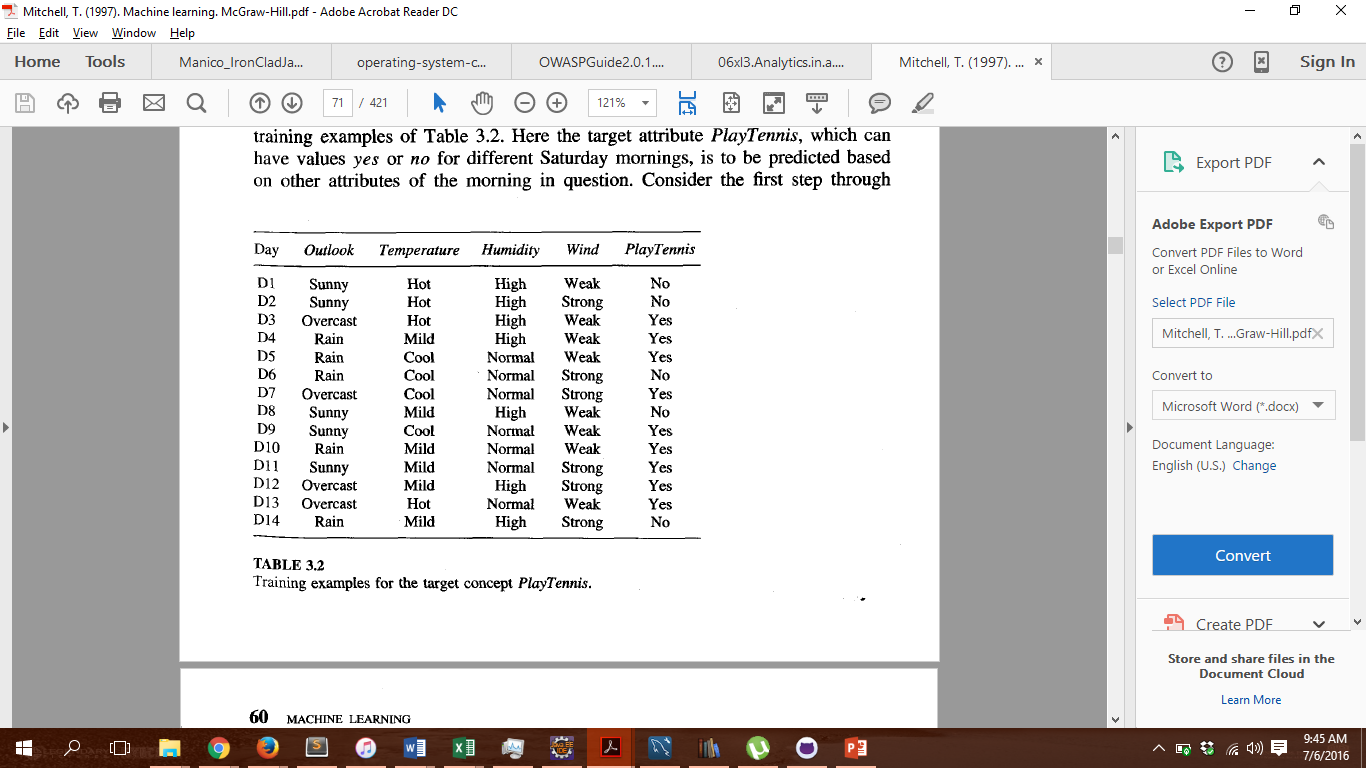 Mitchell, T. (1997). Machine learning. McGraw-Hill.pdf - Adobe Acrobat Reader DC
File Edit View Window Help
Home Tools Manico_IronCladJa... operating-system-c... OWASPGuide2.0.1.... 06xl3.Analytics.in.a.... Mitchell, T. (1997). ... × Sign In
71 / 421 121%
training examples of Table 3.2. Here the target attribute PlayTennis, which can
have values yes or no for different Saturday mornings, is to be predicted based
on other attributes of the morning in question. Consider the first step through
Day Outlook Temperature Humidity Wind PlayTennis
D1 Sunny Hot High Weak No
D2 Sunny Hot High Strong No
D3 Overcast Hot High Weak Yes
D4 Rain Mild High Weak Yes
D5 Rain Cool Normal Weak Yes
D6 Rain Cool Normal Strong No
D7 Overcast Cool Normal Strong Yes
D8 Sunny Mild High Weak No
D9 Sunny Cool Normal Weak Yes
D10 Rain Mild Normal Weak Yes
D11 Sunny Mild Normal Strong Yes
D12 Overcast Mild High Strong Yes
D13 Overcast Hot Normal Weak Yes
D14 Rain Mild High Strong No
TABLE 3.2
Training examples for the target concept PlayTennis.
60 MACHINE LEARNING
Export PDF
Adobe Export PDF
Convert PDF Files to Word
or Excel Online
Select PDF File
Mitchell, T. ...Graw-Hill.pdf
Convert to
Microsoft Word (*.docx)
Document Language:
English (U.S.) Change
Convert
Create PDF
Store and share files in the
Document Cloud
Learn More
9:45 AM
7/6/2016